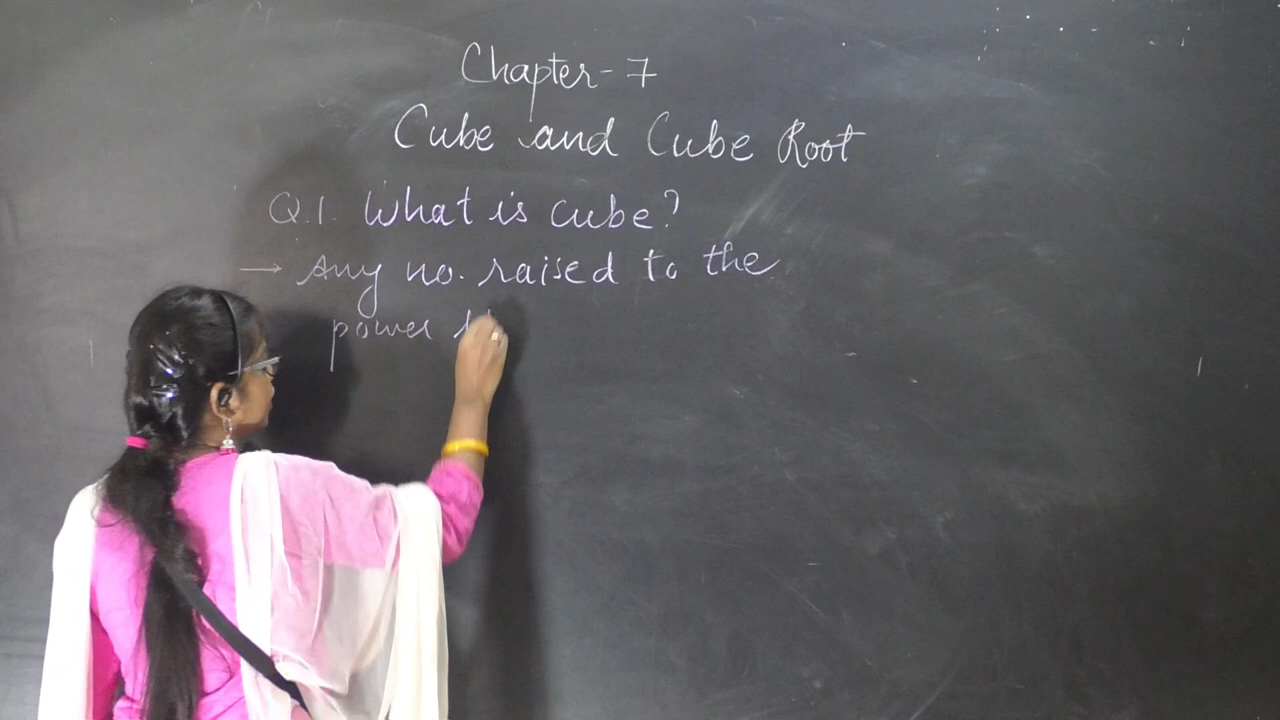 Chapter-7
Cube and Cube Root
Q.1. What is cube?
→ Any no. raised to the
power